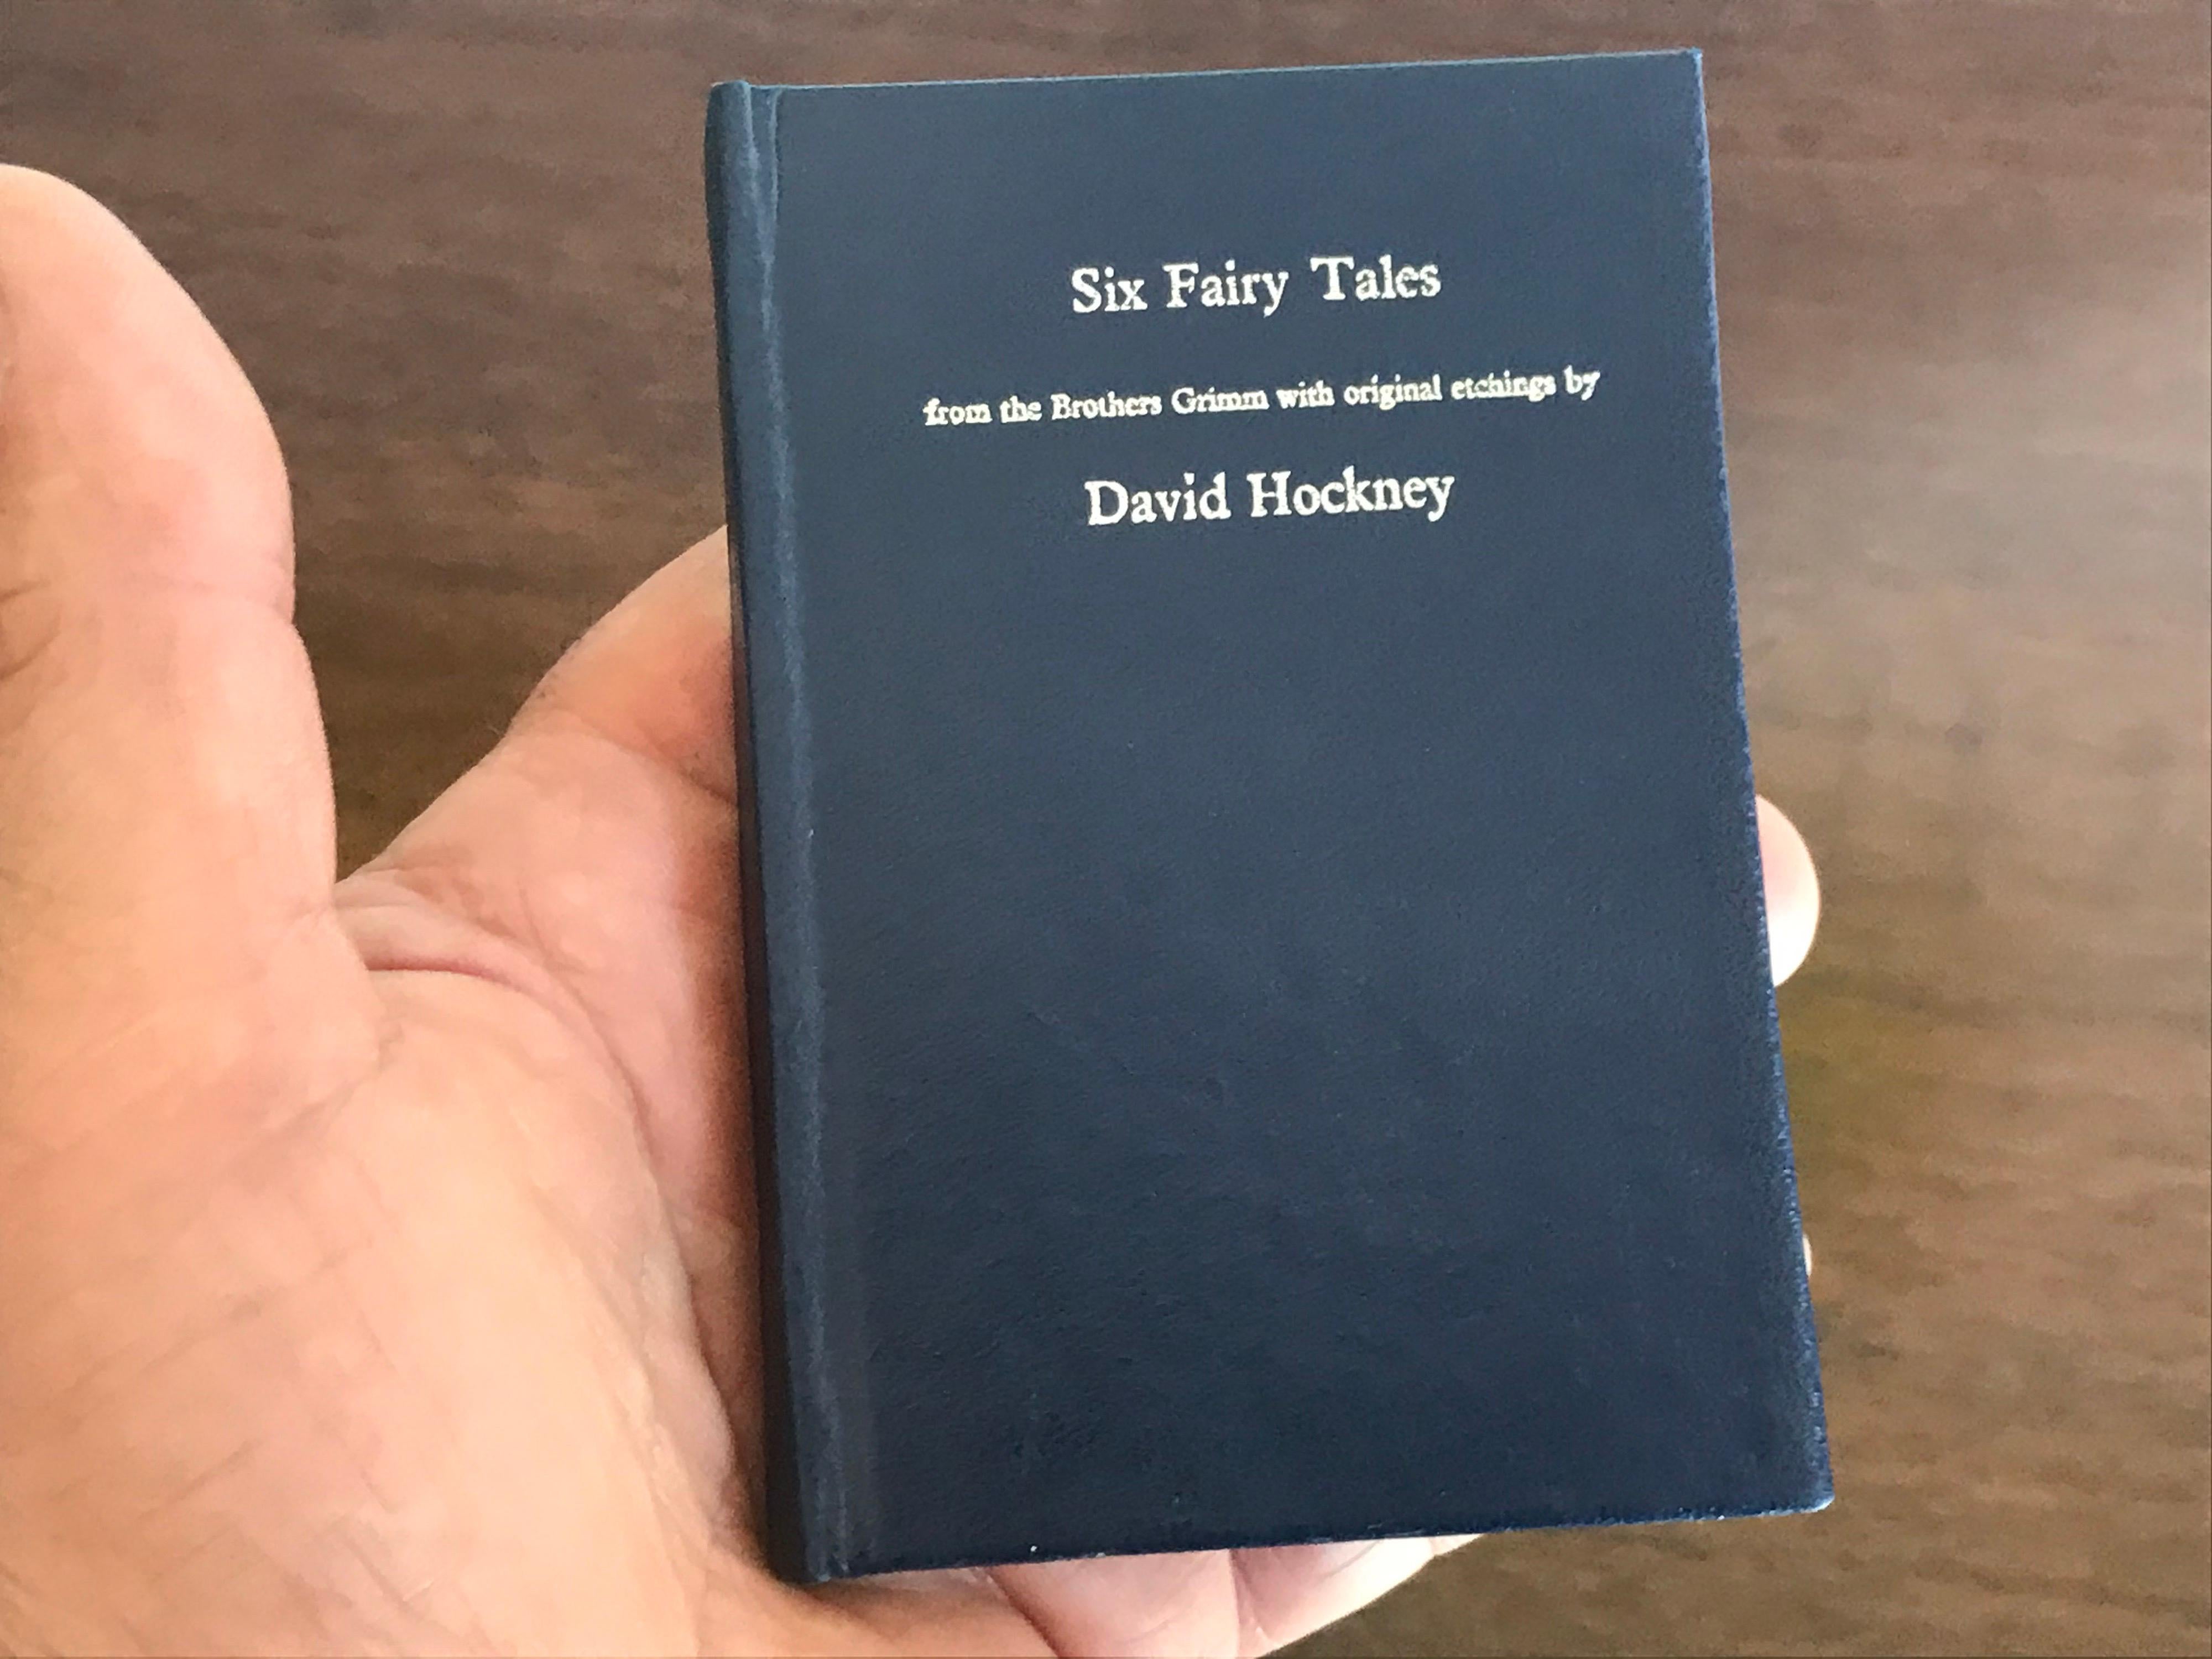 Six Fairy Tales
from the Brothers Grimm with original etchings by
David Hockney